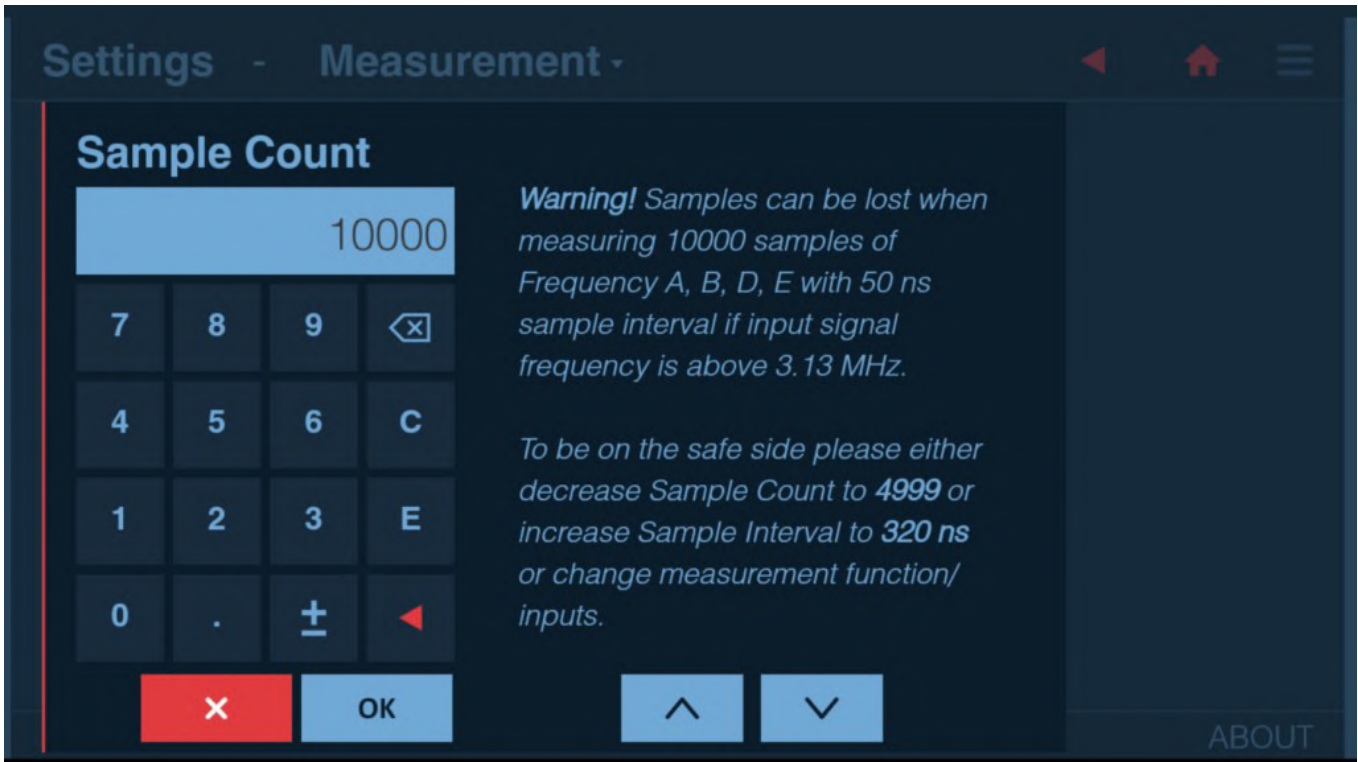 Settings - Measurement
Sample Count
10000
7 8 9
4 5 6 C
1 2 3 E
0 . ±
OK
Warning! Samples can be lost when
measuring 10000 samples of
Frequency A, B, D, E with 50 ns
sample interval if input signal
frequency is above 3.13 MHz.
To be on the safe side please either
decrease Sample Count to 4999 or
increase Sample Interval to 320 ns
or change measurement function/
inputs.
ABOUT